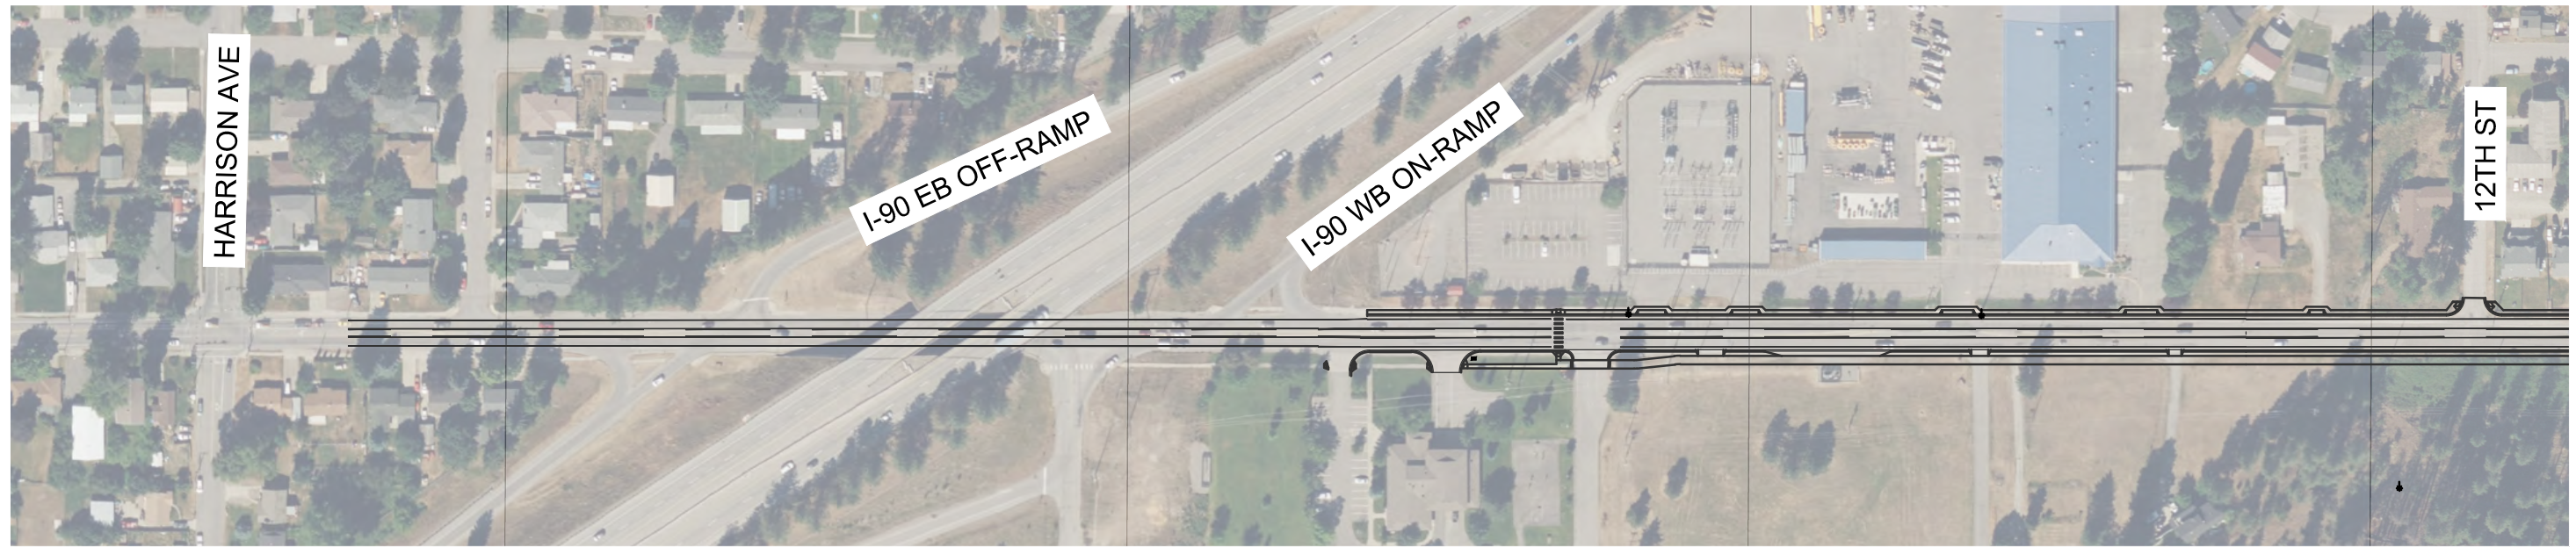 HARRISON AVE
I-90 EB OFF-RAMP
I-90 WB ON-RAMP
12TH ST